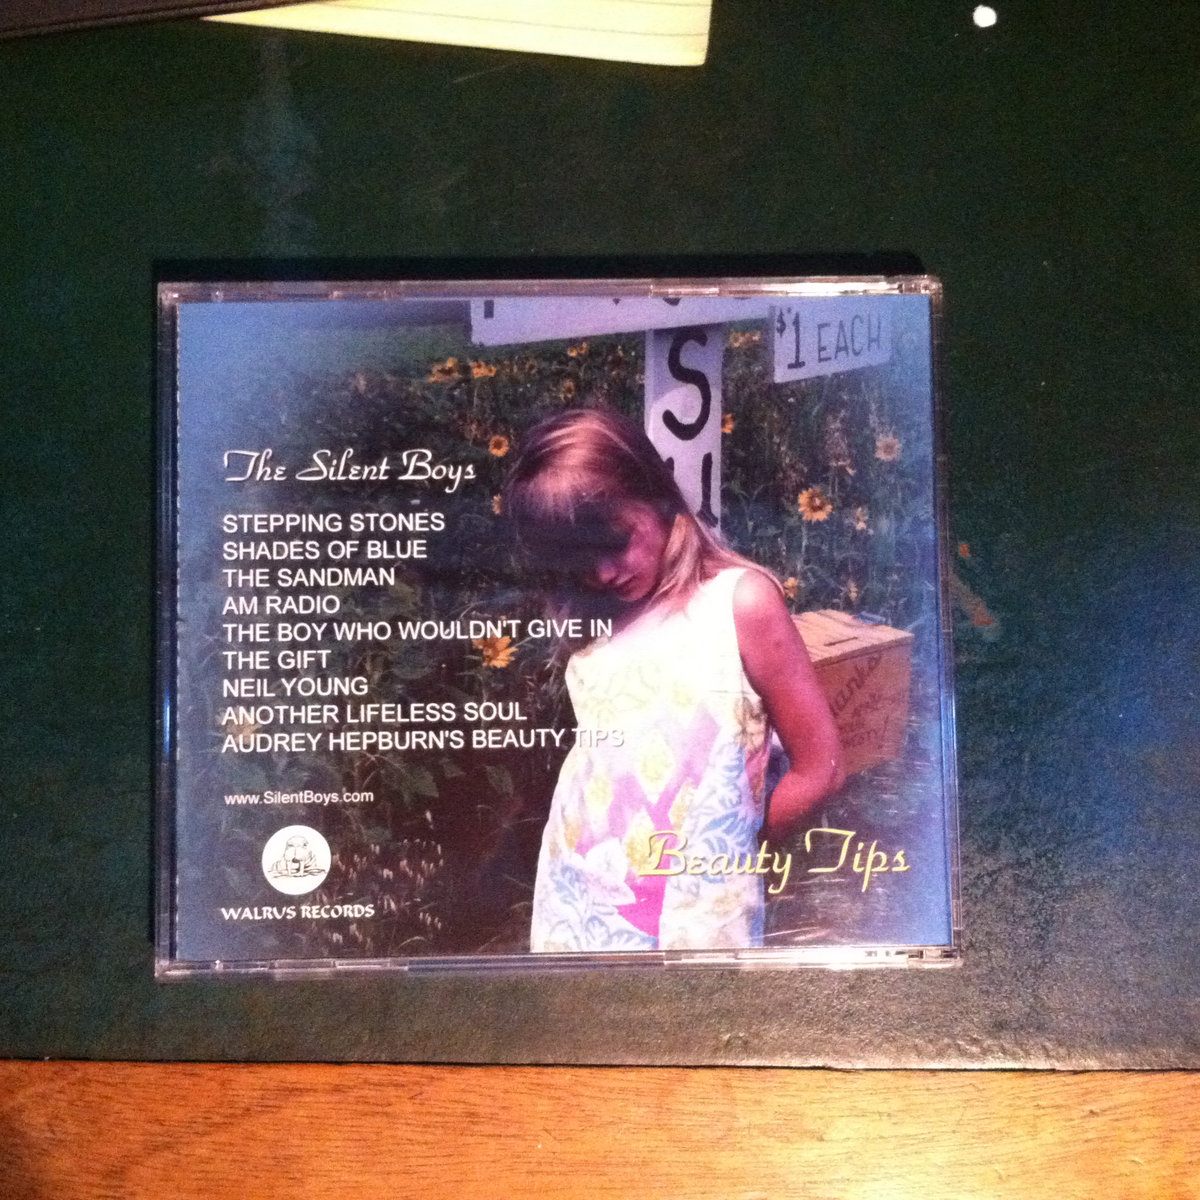 $1 EACH
S
The Silent Boys
STEPPING STONES
SHADES OF BLUE
THE SANDMAN
AM RADIO
THE BOY WHO WOULDN'T GIVE IN
THE GIFT
NEIL YOUNG
ANOTHER LIFELESS SOUL
AUDREY HEPBURN'S BEAUTY TIPS
www.SilentBoys.com
WALRUS RECORDS
Beauty Tips